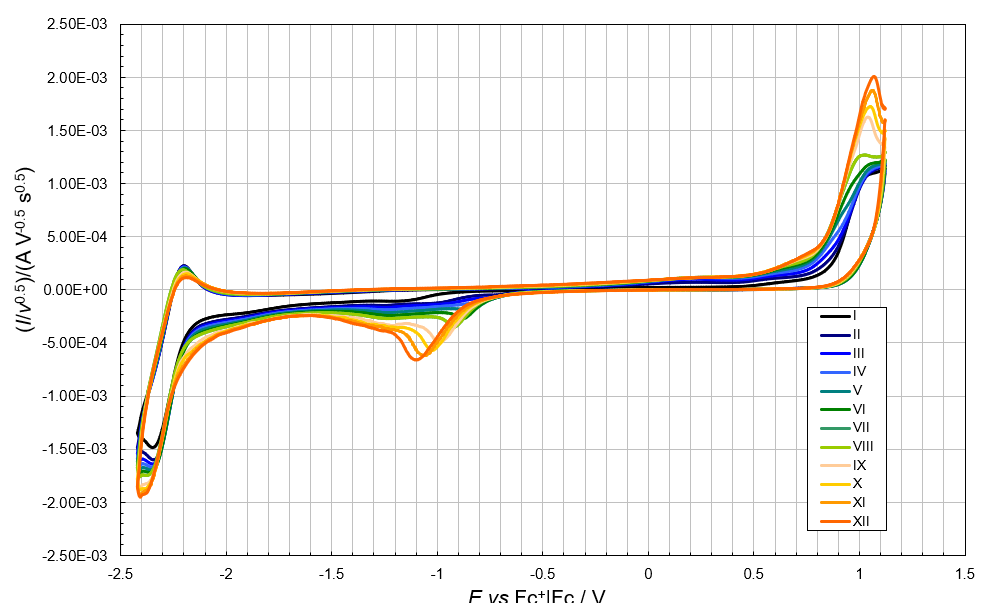 2.50E-03
2.00E-03
1.50E-03
1.00E-03
5.00E-04
0.00E+00
-5.00E-04
-1.00E-03
-1.50E-03
-2.00E-03
-2.50E-03
(I/v^0.5)/(A V^-0.5 s^0.5)
I
II
III
IV
V
VI
VII
VIII
IX
X
XI
XII
-2.5 -2 -1.5 -1 -0.5 0 0.5 1 1.5
E vs Fc⁺|Fc / V